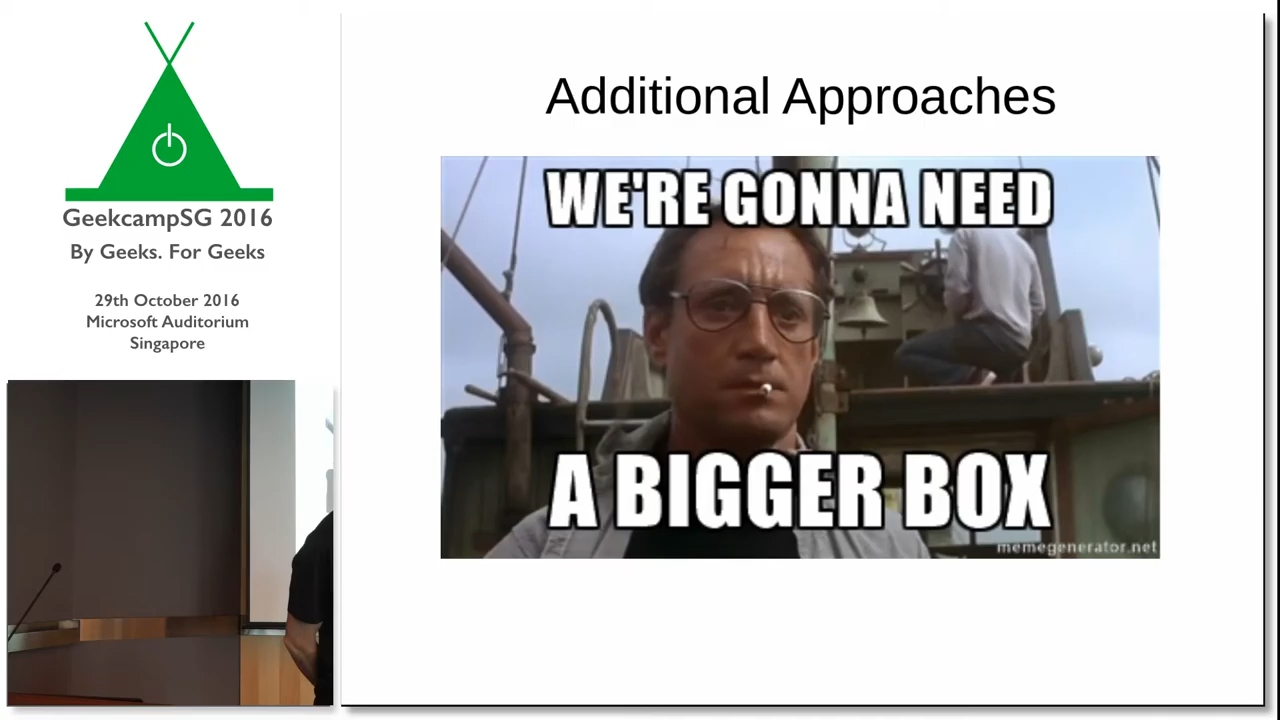 GeekcampSG 2016
By Geeks. For Geeks
29th October 2016
Microsoft Auditorium
Singapore
Additional Approaches
WE'RE GONNA NEED
A BIGGER BOX
memegenerator.net